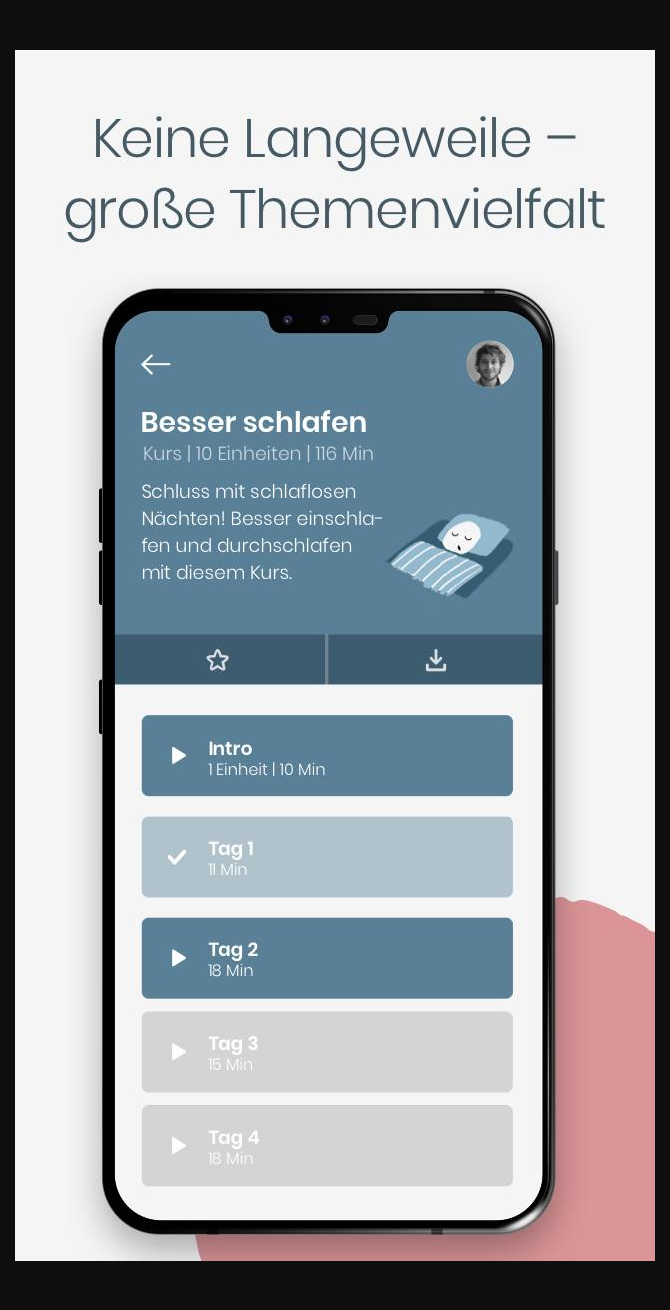 Keine Langeweile –
große Themenvielfalt
Besser schlafen
Kurs | 10 Einheiten | 116 Min
Schluss mit schlaflosen
Nächten! Besser einschla-
fen und durchschlafen
mit diesem Kurs.
Intro
1 Einheit | 10 Min
Tag 1
11 Min
Tag 2
18 Min
Tag 3
15 Min
Tag 4
18 Min